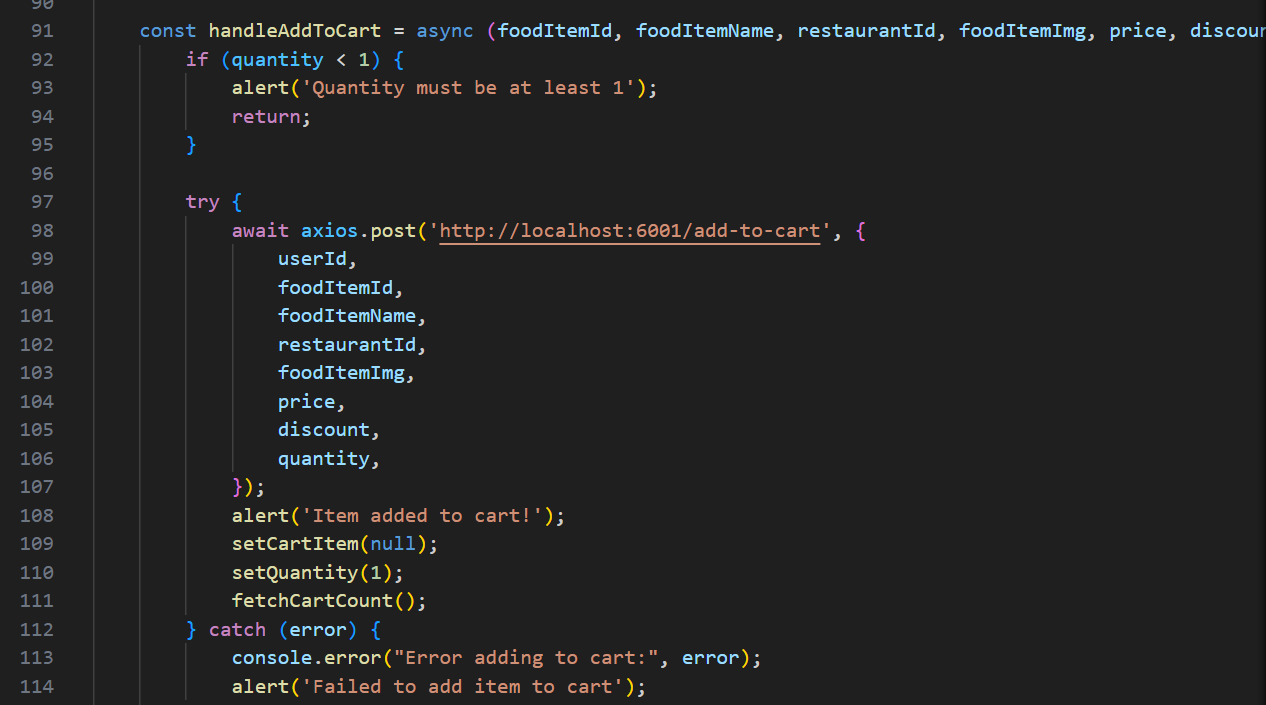 90
91 const handleAddToCart = async (foodItemId, foodItemName, restaurantId, foodItemImg, price, discoun
92 if (quantity < 1) {
93 alert('Quantity must be at least 1');
94 return;
95 }
96
97 try {
98 await axios.post('http://localhost:6001/add-to-cart', {
99 userId,
100 foodItemId,
101 foodItemName,
102 restaurantId,
103 foodItemImg,
104 price,
105 discount,
106 quantity,
107 });
108 alert('Item added to cart!');
109 setCartItem(null);
110 setQuantity(1);
111 fetchCartCount();
112 } catch (error) {
113 console.error("Error adding to cart:", error);
114 alert('Failed to add item to cart');